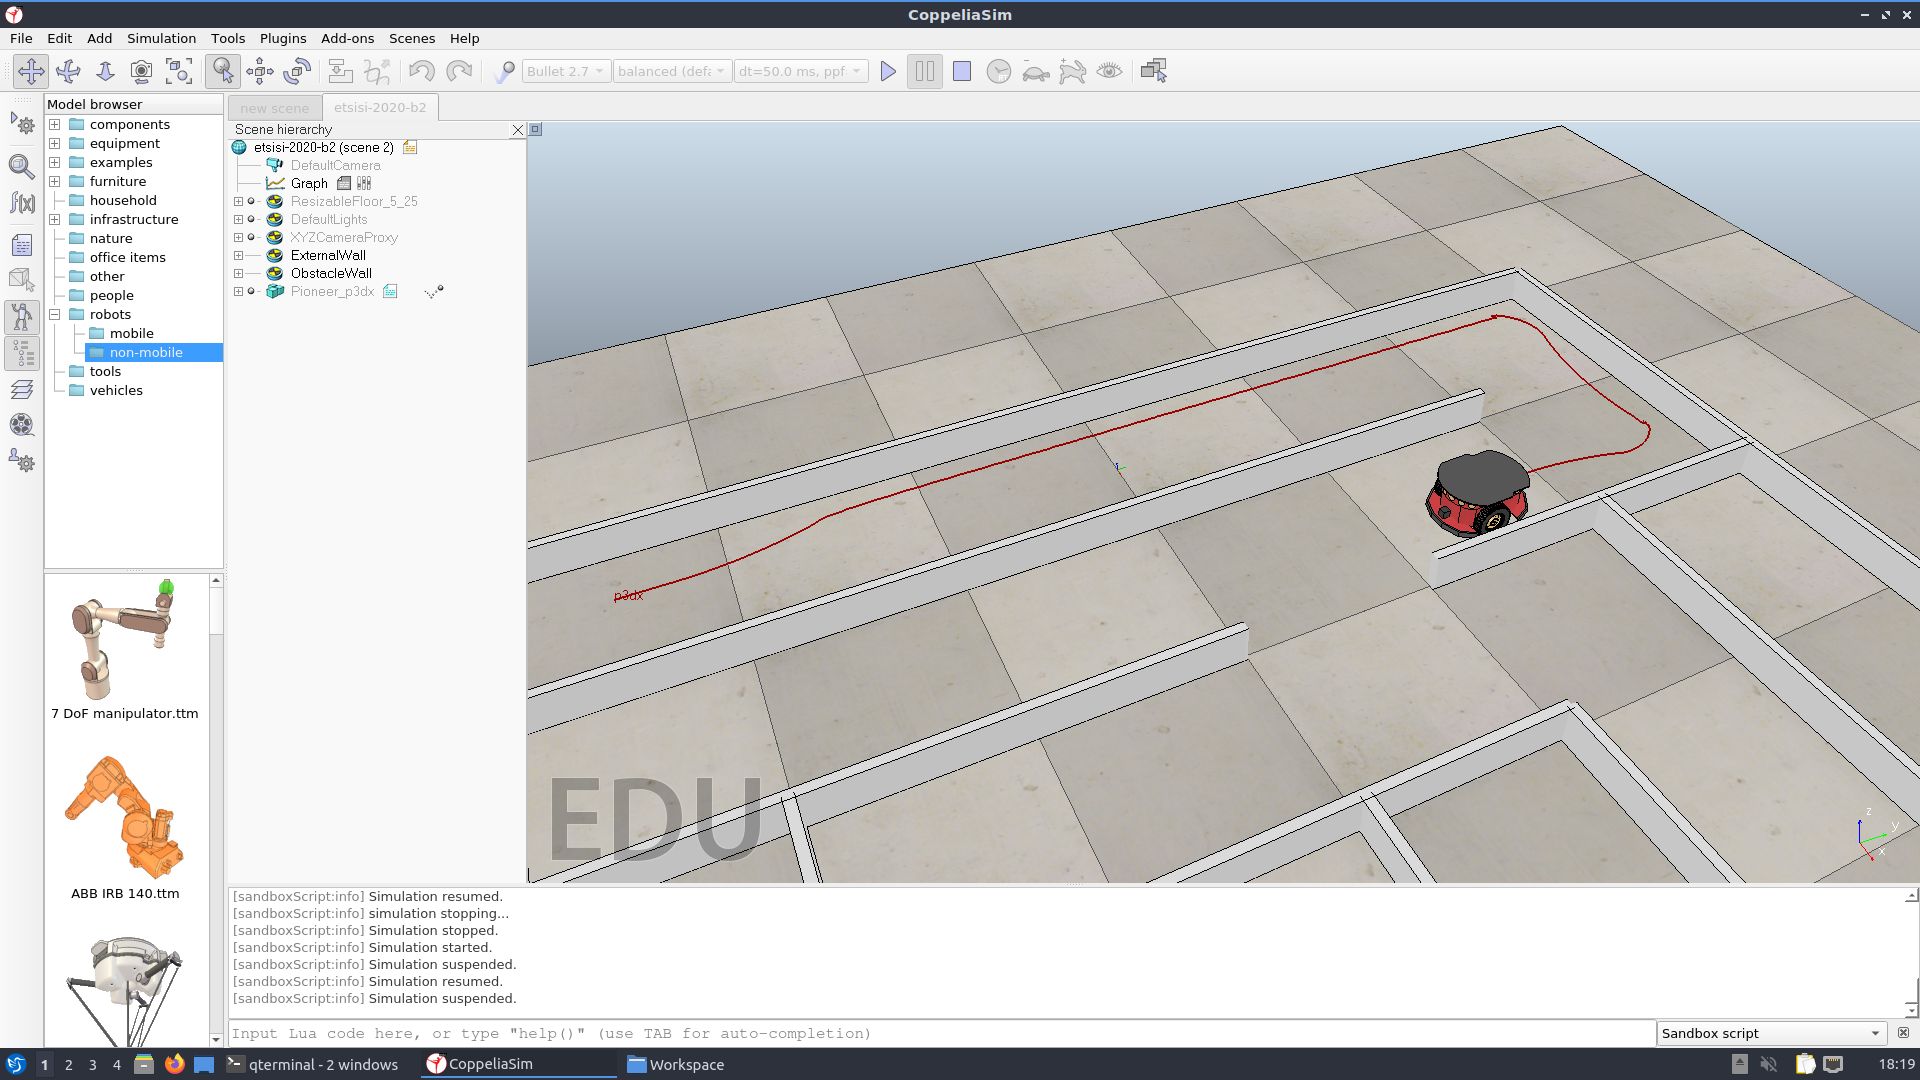 CoppeliaSim
File Edit Add Simulation Tools Plugins Add-ons Scenes Help
Bullet 2.7 balanced (defa dt=50.0 ms, ppf
Model browser
components
equipment
examples
furniture
household
infrastructure
nature
office items
other
people
robots
mobile
non-mobile
tools
vehicles
7 DoF manipulator.ttm
ABB IRB 140.ttm
new scene etsisi-2020-b2
Scene hierarchy
etsisi-2020-b2 (scene 2)
DefaultCamera
Graph
ResizableFloor_5_25
DefaultLights
XYZCameraProxy
ExternalWall
ObstacleWall
Pioneer_p3dx
p3dx
EDU
z
y
x
[sandboxScript:info] Simulation resumed.
[sandboxScript:info] simulation stopping...
[sandboxScript:info] Simulation stopped.
[sandboxScript:info] Simulation started.
[sandboxScript:info] Simulation suspended.
[sandboxScript:info] Simulation resumed.
[sandboxScript:info] Simulation suspended.
Input Lua code here, or type "help()" (use TAB for auto-completion) Sandbox script
1 2 3 4 qterminal - 2 windows CoppeliaSim Workspace 18:19